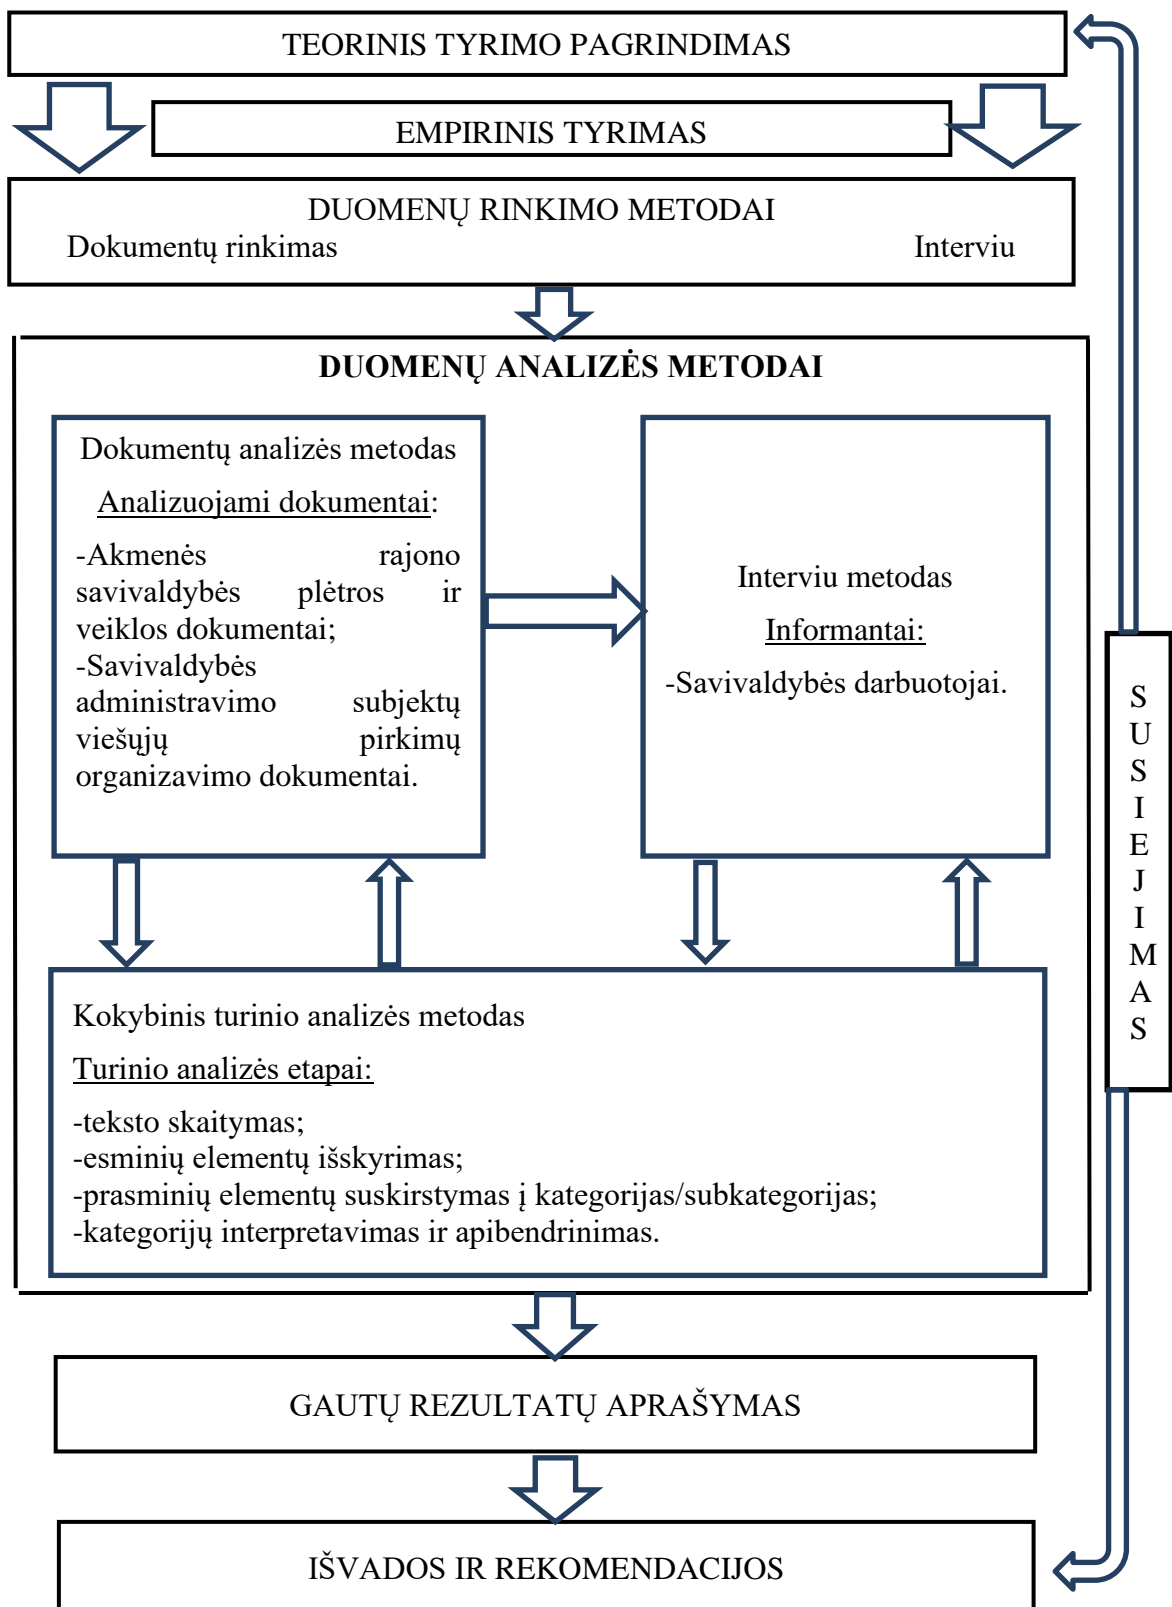 TEORINIS TYRIMO PAGRINDIMAS
EMPIRINIS TYRIMAS
DUOMENŲ RINKIMO METODAI
Dokumentų rinkimas Interviu
DUOMENŲ ANALIZĖS METODAI
Dokumentų analizės metodas
Analizuojami dokumentai:
-Akmenės rajono
savivaldybės plėtros ir
veiklos dokumentai;
-Savivaldybės
administravimo subjektų
viešųjų pirkimų
organizavimo dokumentai.
Interviu metodas
Informantai:
-Savivaldybės darbuotojai.
Kokybinis turinio analizės metodas
Turinio analizės etapai:
-teksto skaitymas;
-esminių elementų išskyrimas;
-prasminių elementų suskirstymas į kategorijas/subkategorijas;
-kategorijų interpretavimas ir apibendrinimas.
GAUTŲ REZULTATŲ APRAŠYMAS
IŠVADOS IR REKOMENDACIJOS
S
U
S
I
E
J
I
M
A
S